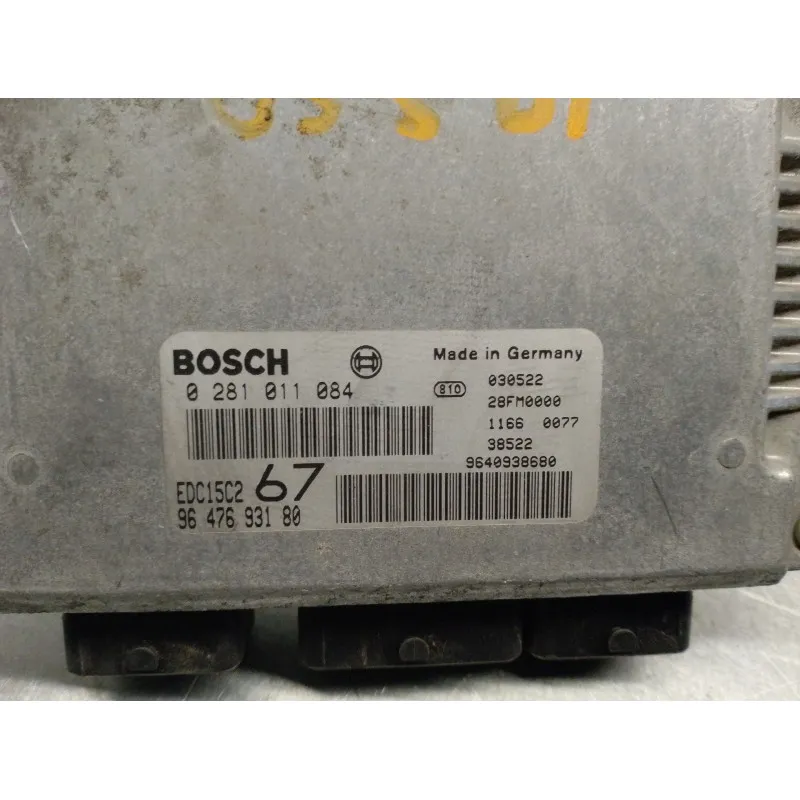 BOSCH Made in Germany
0 281 011 084 810 030522
28FM0000
1166 0077
38522
9640938680
EDC15C2 67
96 476 931 80